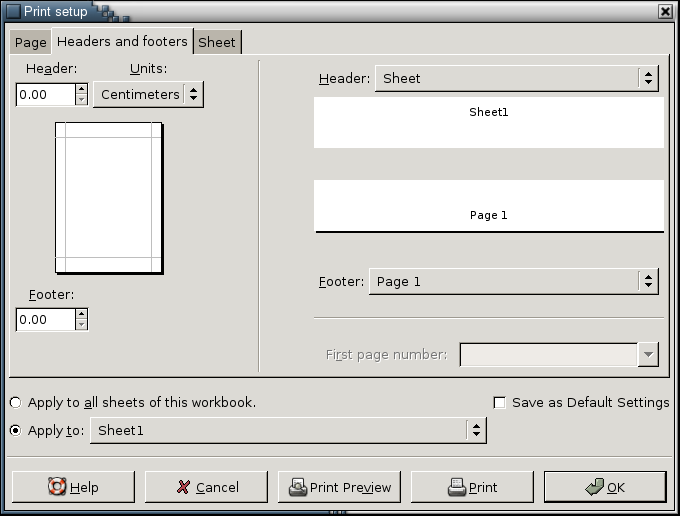 Print setup
Page Headers and footers Sheet
Header: Units:
0.00 Centimeters
Header: Sheet
Sheet1
Page 1
Footer:
0.00
Footer: Page 1
First page number:
Apply to all sheets of this workbook.
Save as Default Settings
Apply to: Sheet1
Help Cancel Print Preview Print OK